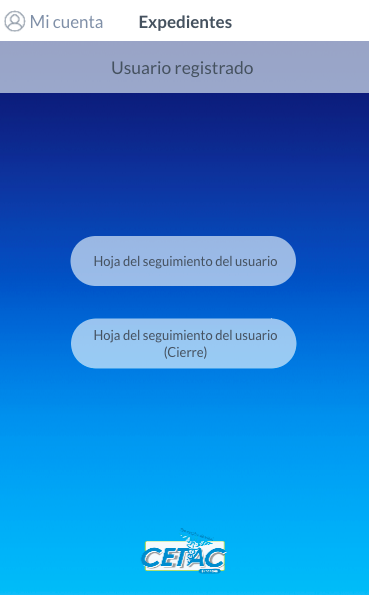 Mi cuenta
Expedientes
Usuario registrado
Hoja del seguimiento del usuario
Hoja del seguimiento del usuario
(Cierre)
CETAC